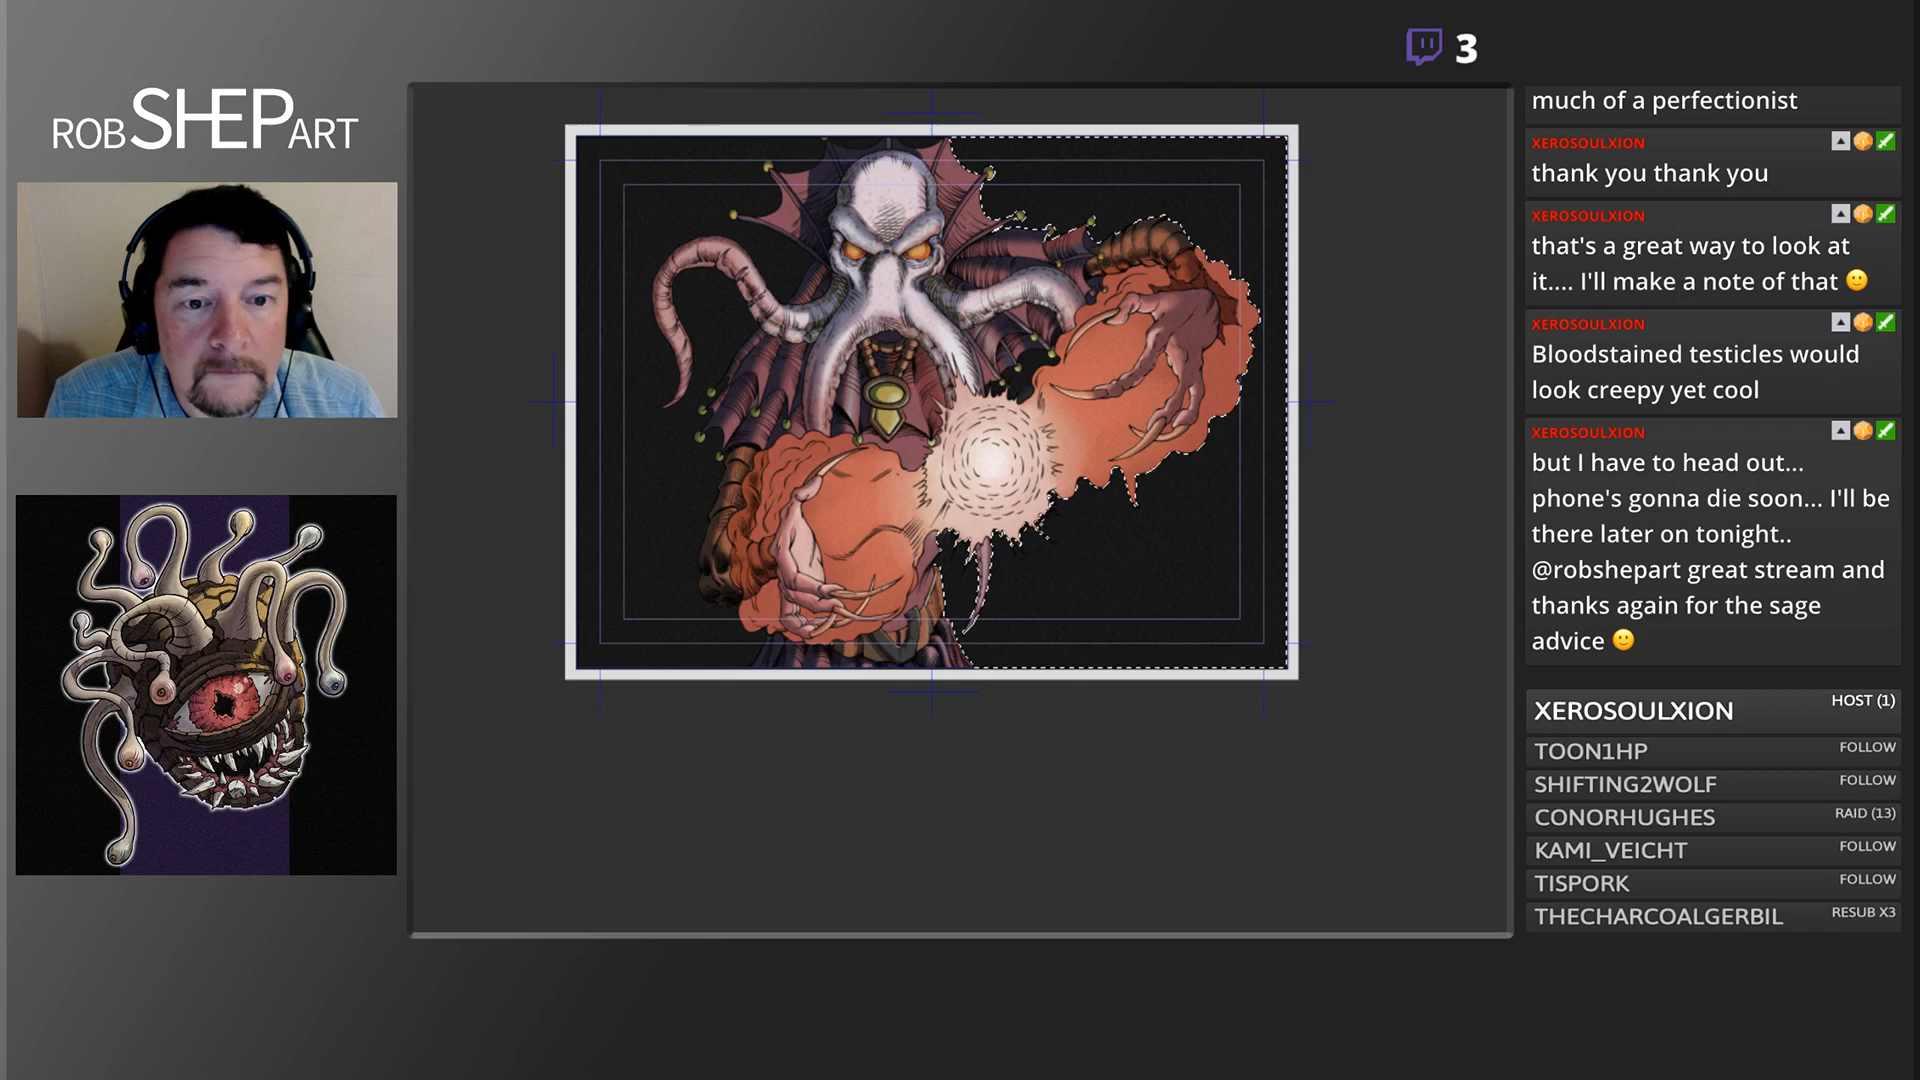 3
ROBSHEPART
much of a perfectionist
XEROSOULXION
thank you thank you
XEROSOULXION
that's a great way to look at
it.... I'll make a note of that 🙂
XEROSOULXION
Bloodstained testicles would
look creepy yet cool
XEROSOULXION
but I have to head out...
phone's gonna die soon... I'll be
there later on tonight..
@robshepart great stream and
thanks again for the sage
advice 🙂
XEROSOULXION HOST (1)
TOON1HP FOLLOW
SHIFTING2WOLF FOLLOW
CONORHUGHES RAID (13)
KAMI_VEICHT FOLLOW
TISPORK FOLLOW
THECHARCOALGERBIL RESUB X3